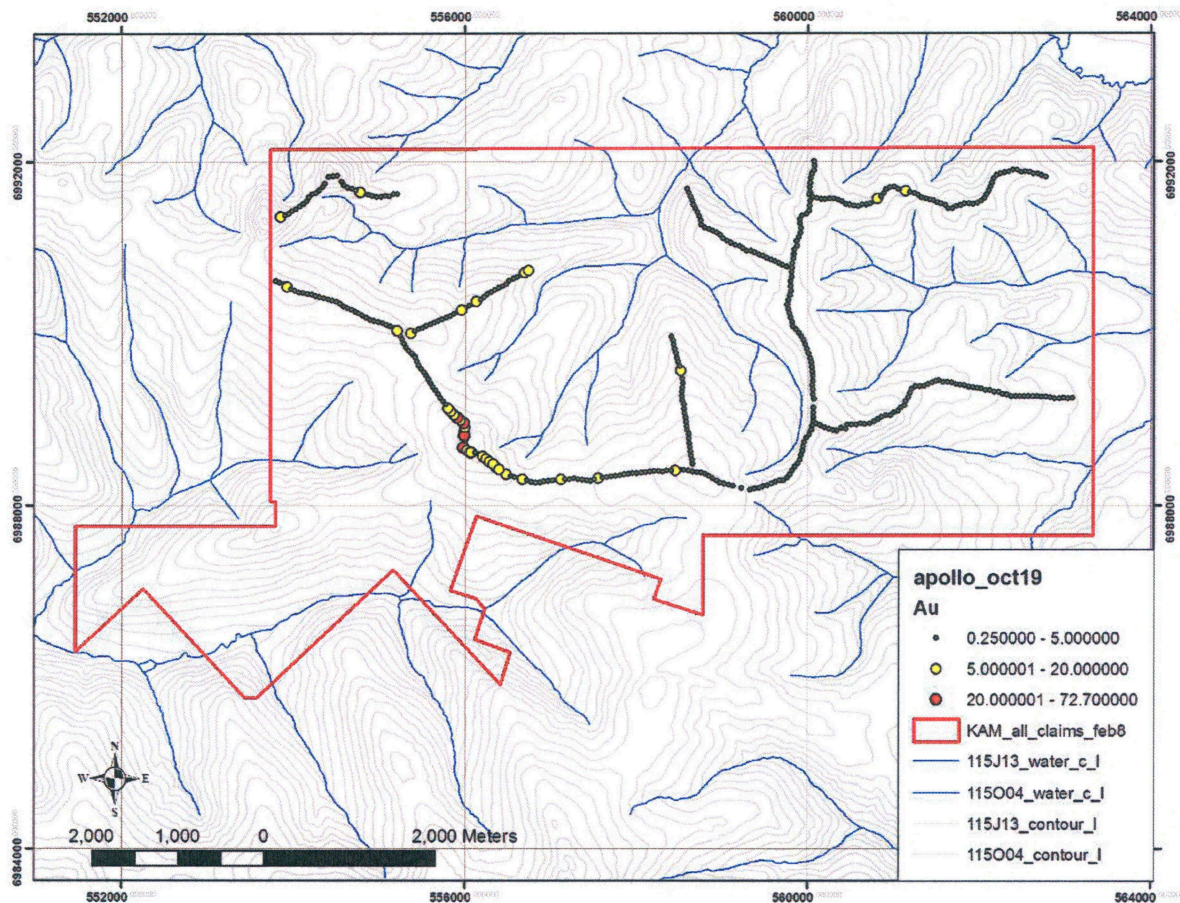 552000
556000
560000
564000
6992000
6992000
6988000
6988000
6984000
6984000
apollo_oct19
Au
0.250000 - 5.000000
5.000001 - 20.000000
20.000001 - 72.700000
KAM_all_claims_feb8
115J13_water_c_l
115O04_water_c_l
115J13_contour_l
115O04_contour_l
N
W E
S
2,000 1,000 0 2,000 Meters
552000
556000
560000
564000